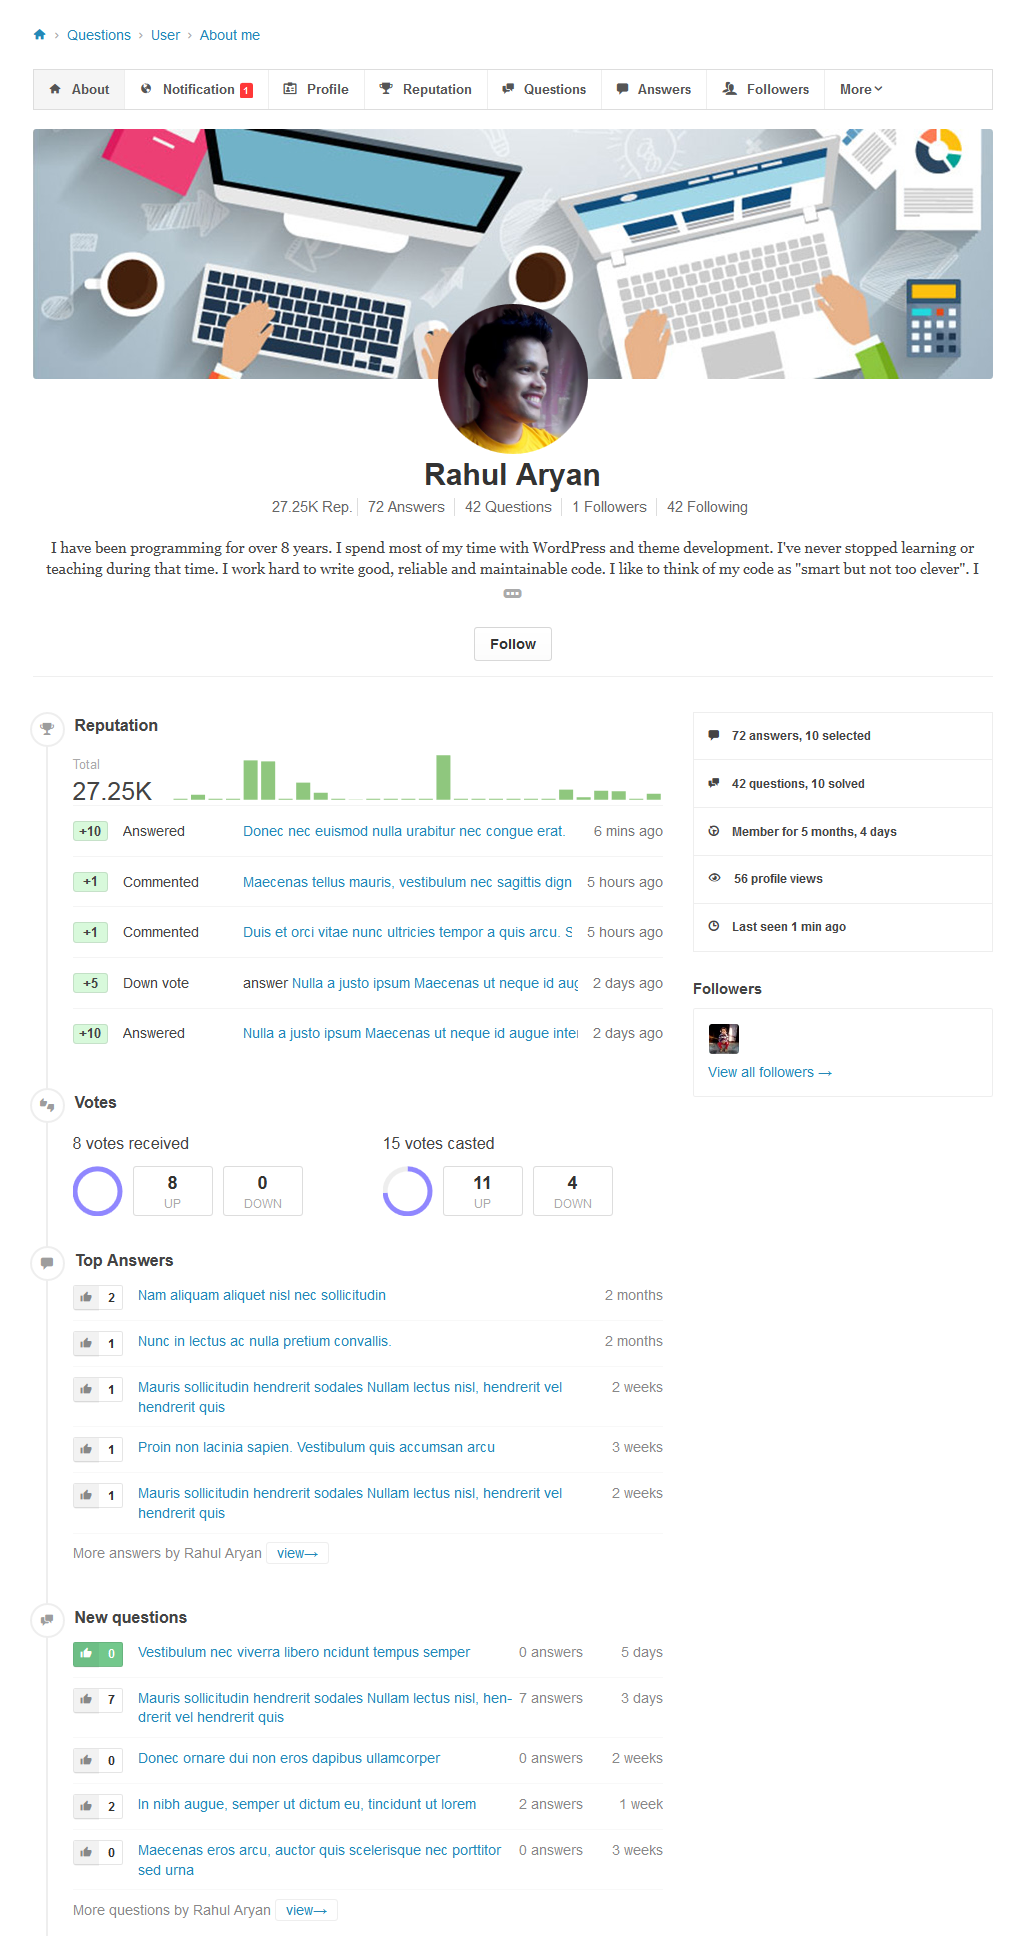 Questions › User › About me
About Notification 1 Profile Reputation Questions Answers Followers More
Rahul Aryan
27.25K Rep. 72 Answers 42 Questions 1 Followers 42 Following
I have been programming for over 8 years. I spend most of my time with WordPress and theme development. I've never stopped learning or
teaching during that time. I work hard to write good, reliable and maintainable code. I like to think of my code as "smart but not too clever". I
Follow
Reputation
Total
27.25K
+10 Answered Donec nec euismod nulla urabitur nec congue erat. 6 mins ago
+1 Commented Maecenas tellus mauris, vestibulum nec sagittis dign 5 hours ago
+1 Commented Duis et orci vitae nunc ultricies tempor a quis arcu. S 5 hours ago
+5 Down vote answer Nulla a justo ipsum Maecenas ut neque id aug 2 days ago
+10 Answered Nulla a justo ipsum Maecenas ut neque id augue inte 2 days ago
72 answers, 10 selected
42 questions, 10 solved
Member for 5 months, 4 days
56 profile views
Last seen 1 min ago
Followers
View all followers →
Votes
8 votes received
8 UP
0 DOWN
15 votes casted
11 UP
4 DOWN
Top Answers
2 Nam aliquam aliquet nisl nec sollicitudin 2 months
1 Nunc in lectus ac nulla pretium convallis. 2 months
1 Mauris sollicitudin hendrerit sodales Nullam lectus nisl, hendrerit vel 2 weeks
hendrerit quis
1 Proin non lacinia sapien. Vestibulum quis accumsan arcu 3 weeks
1 Mauris sollicitudin hendrerit sodales Nullam lectus nisl, hendrerit vel 2 weeks
hendrerit quis
More answers by Rahul Aryan view→
New questions
0 Vestibulum nec viverra libero ncidunt tempus semper 0 answers 5 days
7 Mauris sollicitudin hendrerit sodales Nullam lectus nisl, hen- 7 answers 3 days
drerit vel hendrerit quis
0 Donec ornare dui non eros dapibus ullamcorper 0 answers 2 weeks
2 In nibh augue, semper ut dictum eu, tincidunt ut lorem 2 answers 1 week
0 Maecenas eros arcu, auctor quis scelerisque nec porttitor 0 answers 3 weeks
sed urna
More questions by Rahul Aryan view→